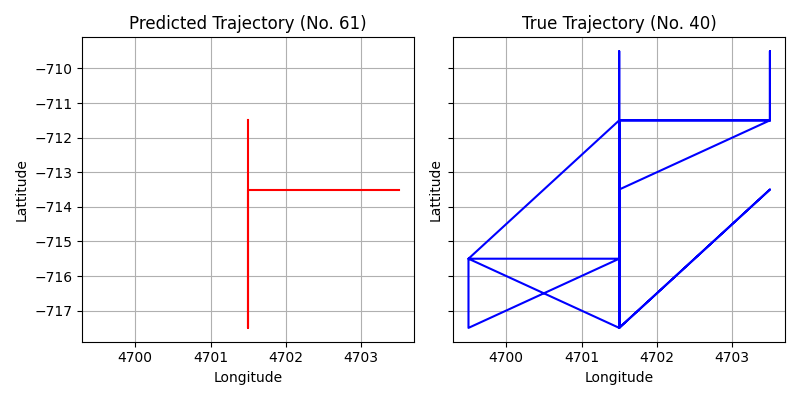 Predicted Trajectory (No. 61)
True Trajectory (No. 40)
−710
−711
−712
−713
−714
−715
−716
−717
Lattitude
Lattitude
4700
4701
4702
4703
4700
4701
4702
4703
Longitude
Longitude